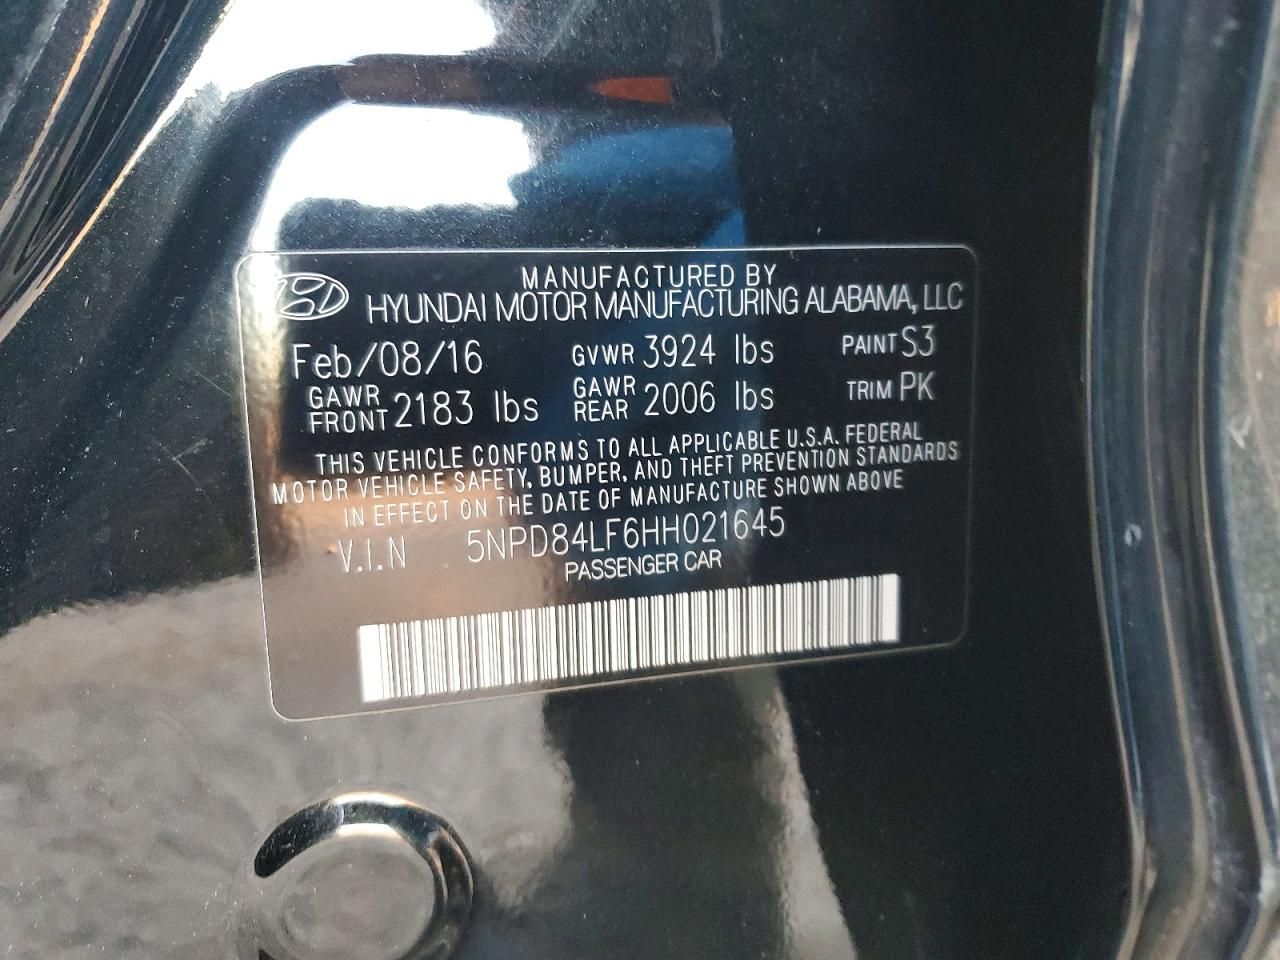 MANUFACTURED BY
HYUNDAI MOTOR MANUFACTURING ALABAMA, LLC
Feb/08/16 GVWR 3924 lbs PAINT S3
GAWR FRONT 2183 lbs GAWR REAR 2006 lbs TRIM PK
THIS VEHICLE CONFORMS TO ALL APPLICABLE U.S.A. FEDERAL
MOTOR VEHICLE SAFETY, BUMPER, AND THEFT PREVENTION STANDARDS
IN EFFECT ON THE DATE OF MANUFACTURE SHOWN ABOVE
V.I.N 5NPD84LF6HH021645
PASSENGER CAR